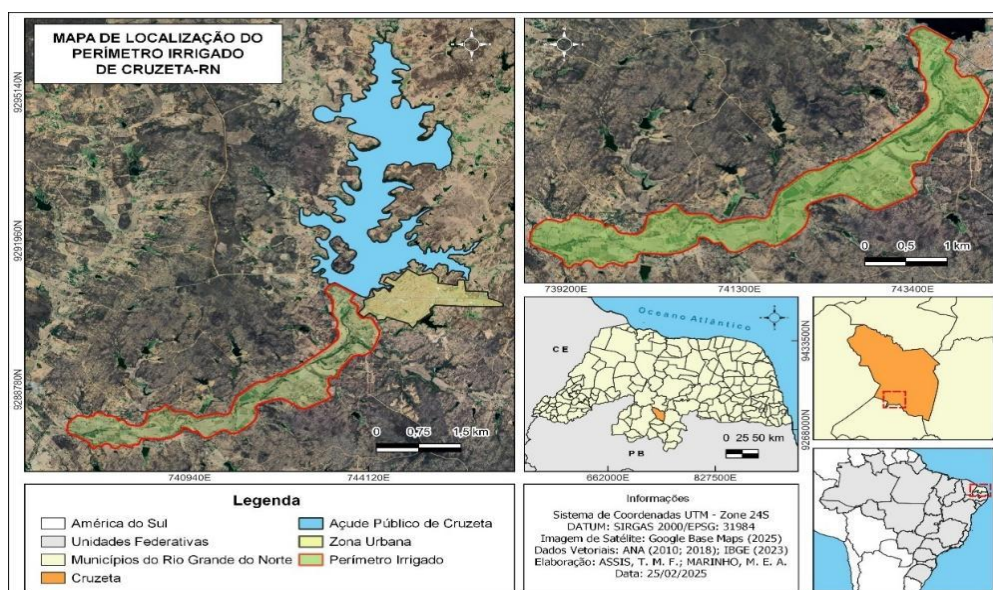 MAPA DE LOCALIZAÇÃO DO
PERÍMETRO IRRIGADO
DE CRUZETA-RN
9295140N
9291960N
9288780N
0 0,75 1,5 km
740940E 744120E
0 0,5 1 km
739200E 741300E 743400E
Oceano Atlântico
CE
PB
0 25 50 km
662000E 827500E
9433500N
9268000N
Legenda
América do Sul
Unidades Federativas
Municípios do Rio Grande do Norte
Cruzeta
Açude Público de Cruzeta
Zona Urbana
Perímetro Irrigado
Informações
Sistema de Coordenadas UTM - Zone 24S
DATUM: SIRGAS 2000/EPSG: 31984
Imagem de Satélite: Google Base Maps (2025)
Dados Vetoriais: ANA (2010; 2018); IBGE (2023)
Elaboração: ASSIS, T. M. F.; MARINHO, M. E. A.
Data: 25/02/2025